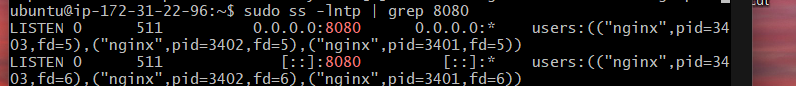 ubuntu@ip-172-31-22-96:~$ sudo ss -lntp | grep 8080
LISTEN 0      511          0.0.0.0:8080      0.0.0.0:*    users:(("nginx",pid=34
03,fd=5),("nginx",pid=3402,fd=5),("nginx",pid=3401,fd=5))
LISTEN 0      511             [::]:8080         [::]:*    users:(("nginx",pid=34
03,fd=6),("nginx",pid=3402,fd=6),("nginx",pid=3401,fd=6))